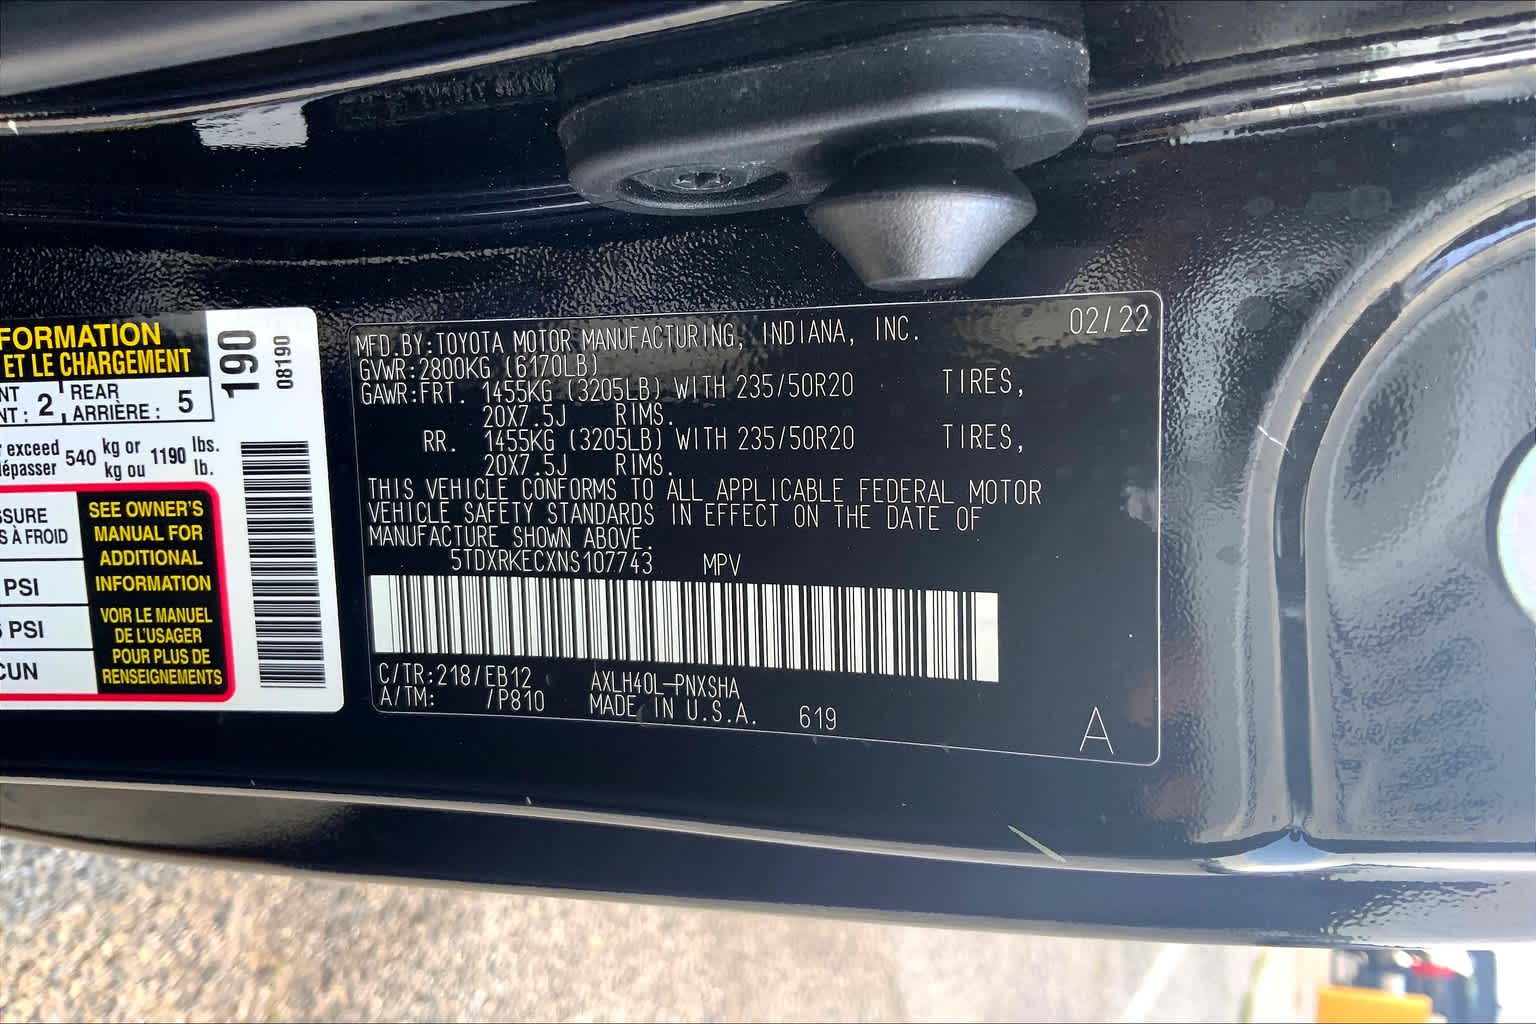 FORMATION
ET LE CHARGEMENT
NT : 2
REAR
ARRIÈRE : 5
exceed 540 kg or 1190 lbs.
dépasser kg ou lb.
À FROID
SEE OWNER'S
MANUAL FOR
ADDITIONAL
INFORMATION
PSI
PSI
VOIR LE MANUEL
DE L'USAGER
POUR PLUS DE
RENSEIGNEMENTS
190
08190
MFD.BY:TOYOTA MOTOR MANUFACTURING, INDIANA, INC. 02/22
GVWR:2800KG (6170LB)
GAWR:FRT. 1455KG (3205LB) WITH 235/50R20 TIRES,
20X7.5J RIMS.
RR. 1455KG (3205LB) WITH 235/50R20 TIRES,
20X7.5J RIMS.
THIS VEHICLE CONFORMS TO ALL APPLICABLE FEDERAL MOTOR
VEHICLE SAFETY STANDARDS IN EFFECT ON THE DATE OF
MANUFACTURE SHOWN ABOVE.
5TDXRKECXNS107743 MPV
C/TR:218/EB12 AXLH40L-PNXSHA
A/TM: /P810 MADE IN U.S.A. 619
A